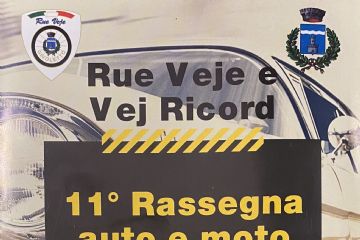 Rue Veje
Rue Veje e
Vej Ricord
11° Rassegna
auto e moto